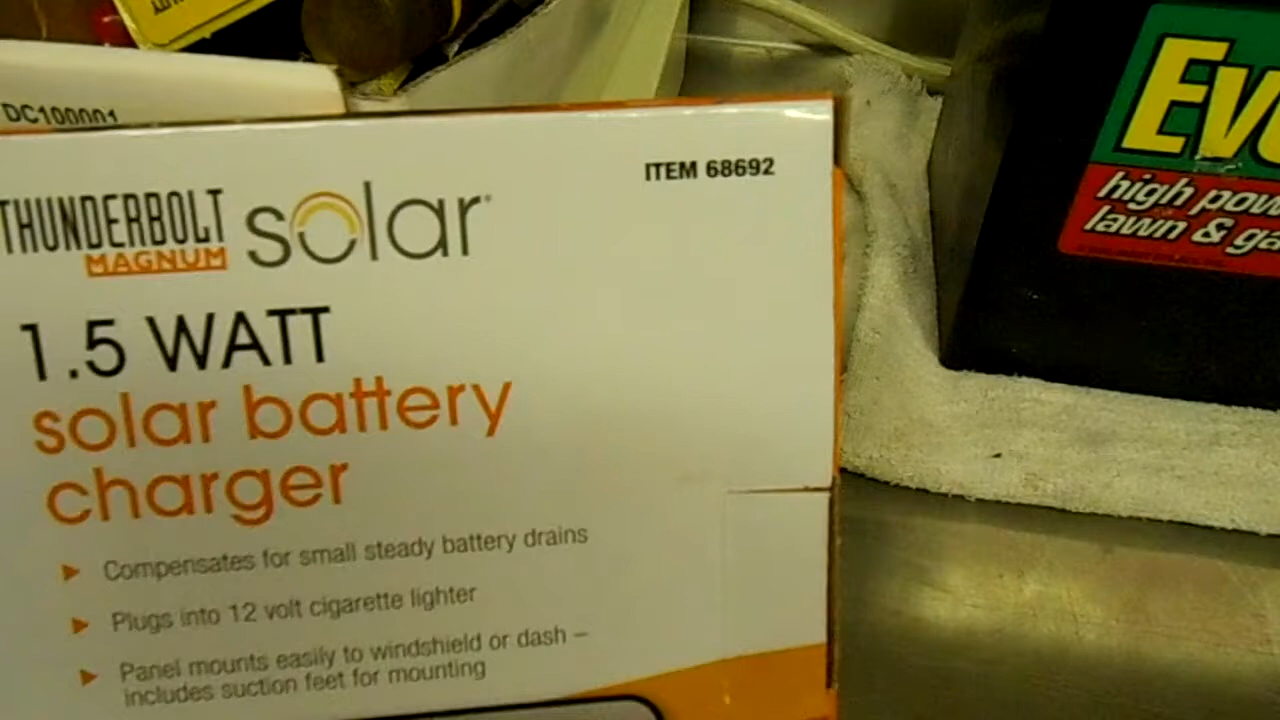 DC100001
THUNDERBOLT
MAGNUM
solar
ITEM 68692
1.5 WATT
solar battery
charger
Compensates for small steady battery drains
Plugs into 12 volt cigarette lighter
Panel mounts easily to windshield or dash –
includes suction feet for mounting
Ev
high pow
lawn & ga